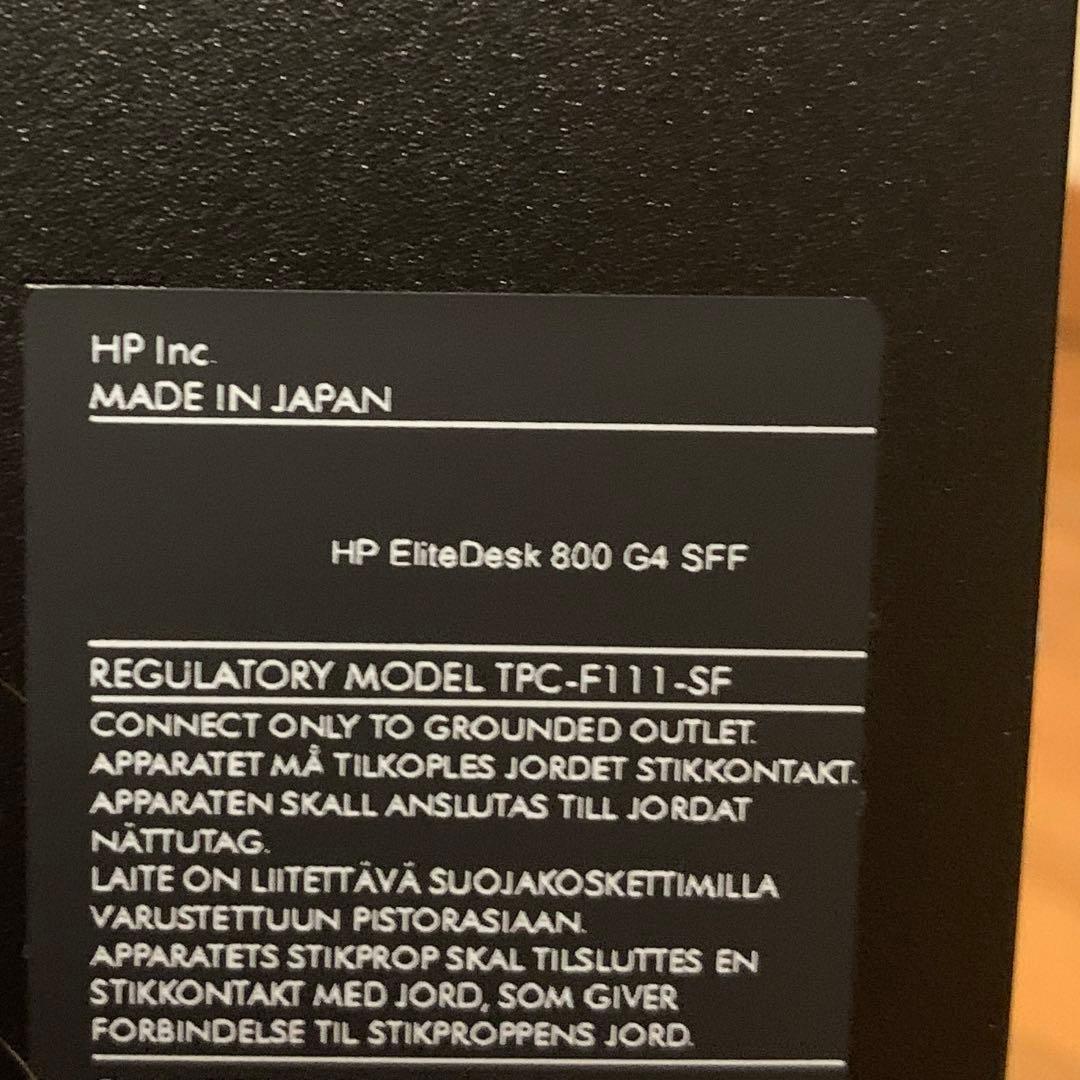 HP Inc.
MADE IN JAPAN
HP EliteDesk 800 G4 SFF
REGULATORY MODEL TPC-F111-SF
CONNECT ONLY TO GROUNDED OUTLET.
APPARATET MÅ TILKOPLES JORDET STIKKONTAKT.
APPARATEN SKALL ANSLUTAS TILL JORDAT
NÄTTUTAG.
LAITE ON LIITETTÄVÄ SUOJAKOSKETTIMILLA
VARUSTETTUUN PISTORASIAAN.
APPARATETS STIKPROP SKAL TILSLUTTES EN
STIKKONTAKT MED JORD, SOM GIVER
FORBINDELSE TIL STIKPROPPENS JORD.